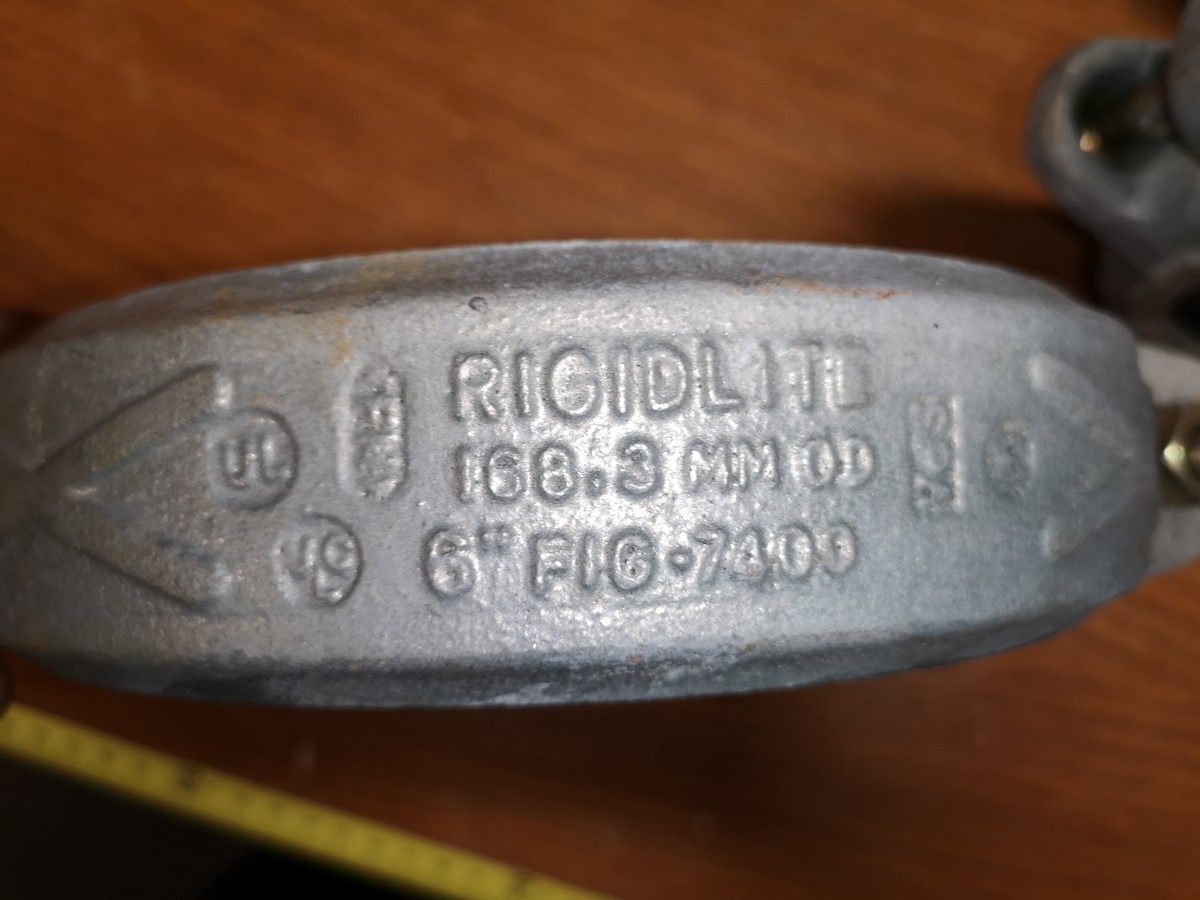 RIGIDLITE
168.3 MM OD
6" FIG.7400
UL